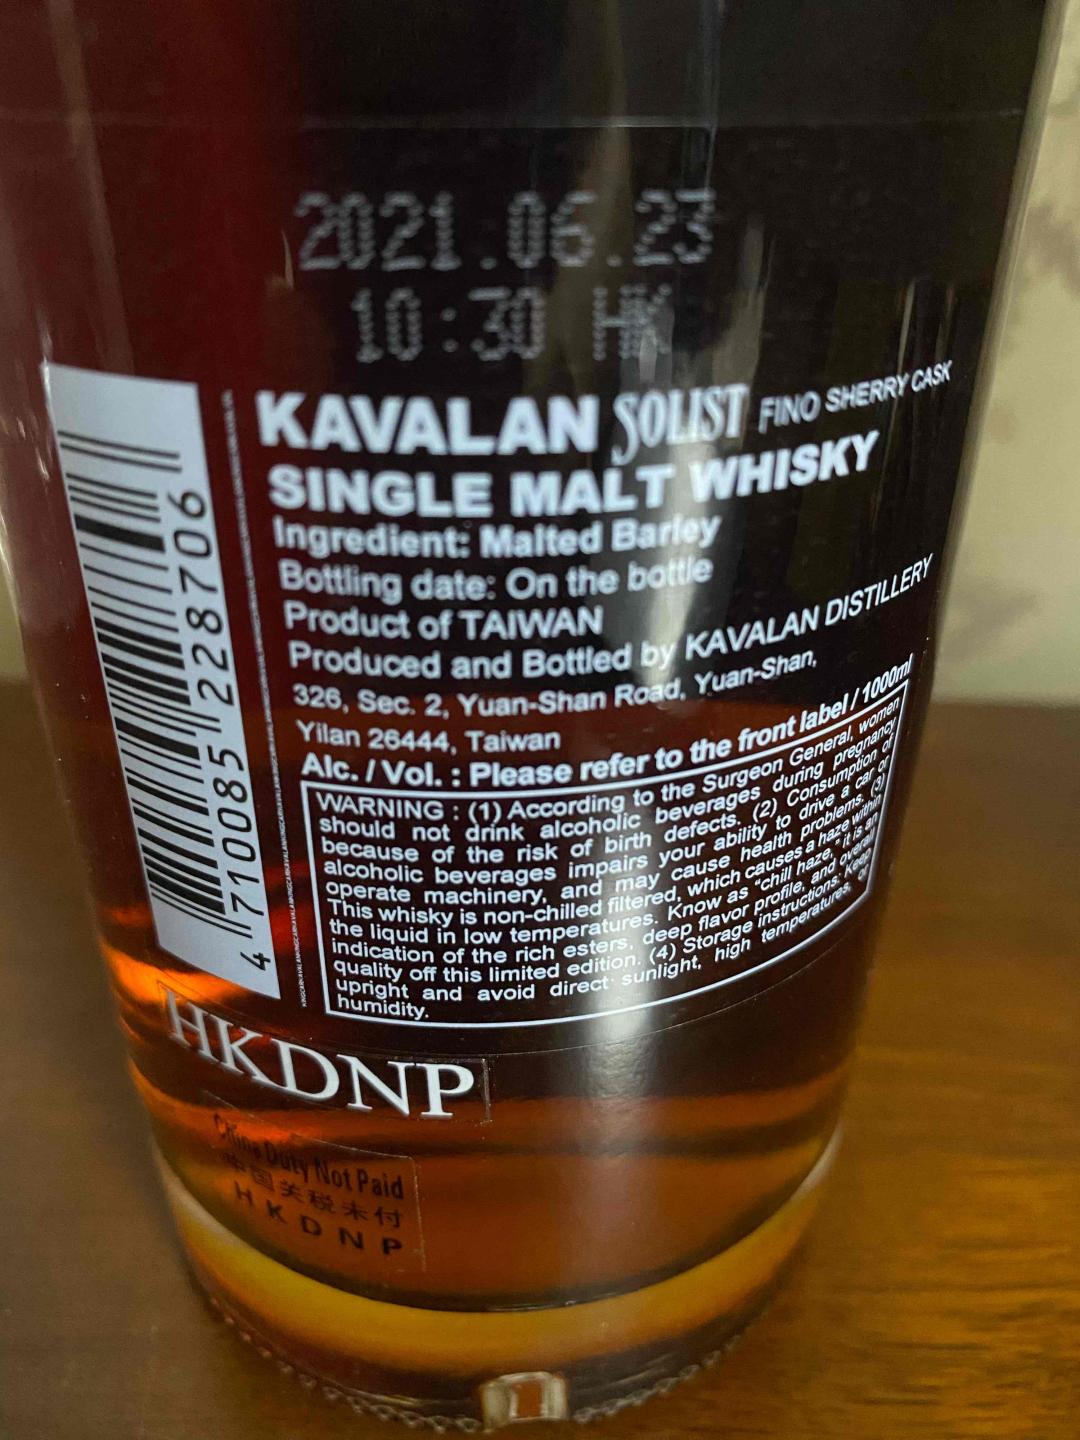 2021.06.23
10:30 HK
KAVALAN SOLIST FINO SHERRY CASK
SINGLE MALT WHISKY
Ingredient: Malted Barley
Bottling date: On the bottle
Product of TAIWAN
Produced and Bottled by KAVALAN DISTILLERY
326, Sec. 2, Yuan-Shan Road, Yuan-Shan,
Yilan 26444, Taiwan
Alc. / Vol. : Please refer to the front label / 1000ml
WARNING : (1) According to the Surgeon General, women
should not drink alcoholic beverages during pregnancy
because of the risk of birth defects. (2) Consumption of
alcoholic beverages impairs your ability to drive a car or
operate machinery, and may cause health problems. (3)
This whisky is non-chilled filtered, which causes a haze within
the liquid in low temperatures. Know as "chill haze," it is an
indication of the rich esters, deep flavor profile, and overall
quality off this limited edition. (4) Storage instructions: Keep
upright and avoid direct sunlight, high temperatures, or
humidity.
4 710085 228706
HKDNP
China Duty Not Paid
中国关税未付
HKDNP